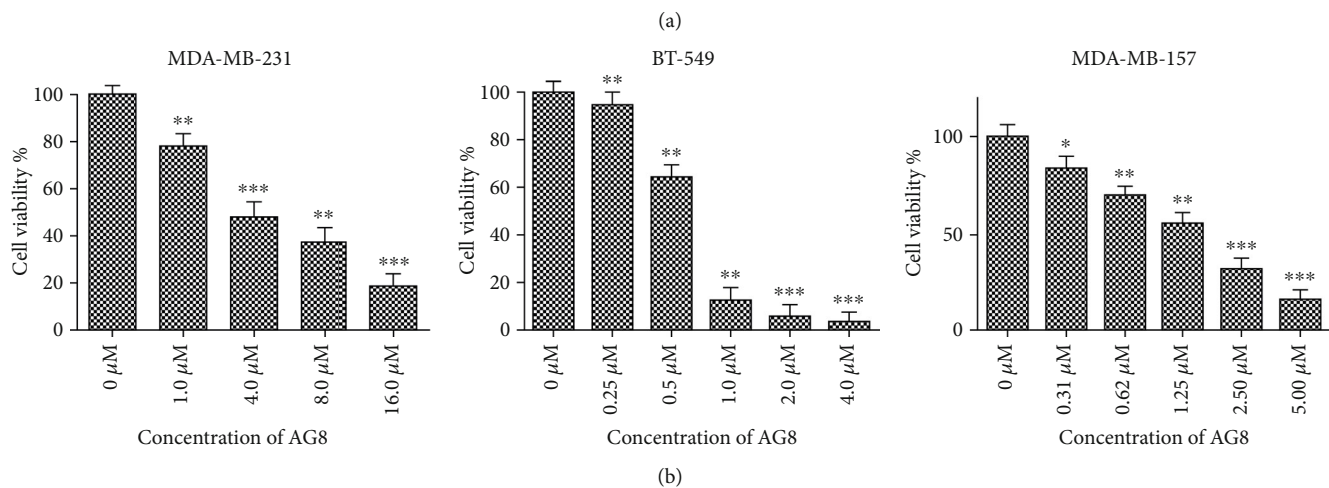 (a)
MDA-MB-231
Cell viability %
100
80
60
40
20
0
**
***
**
***
0 µM
1.0 µM
4.0 µM
8.0 µM
16.0 µM
Concentration of AG8
BT-549
Cell viability %
100
80
60
40
20
0
**
**
**
***
***
0 µM
0.25 µM
0.5 µM
1.0 µM
2.0 µM
4.0 µM
Concentration of AG8
MDA-MB-157
Cell viability %
100
50
0
*
**
**
***
***
0 µM
0.31 µM
0.62 µM
1.25 µM
2.50 µM
5.00 µM
Concentration of AG8
(b)